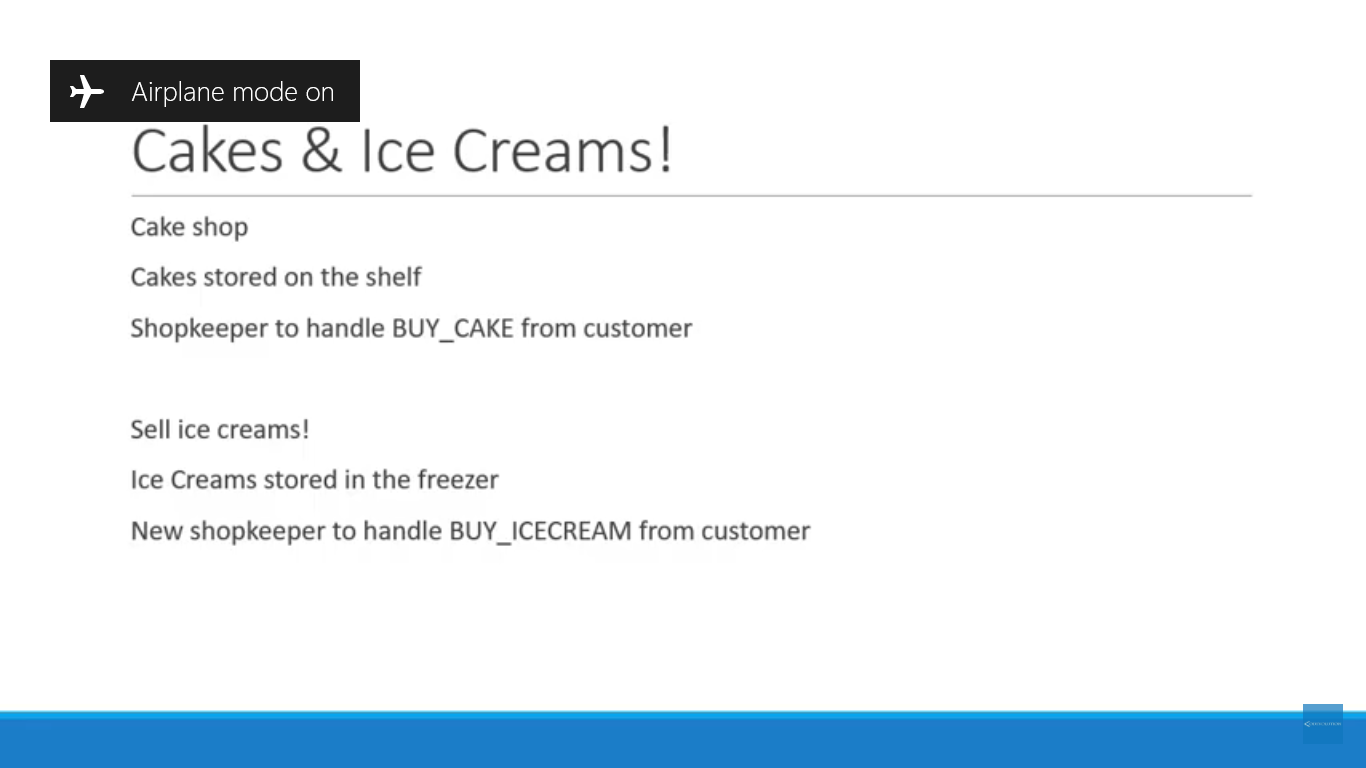 Airplane mode on
Cakes & Ice Creams!
Cake shop
Cakes stored on the shelf
Shopkeeper to handle BUY_CAKE from customer
Sell ice creams!
Ice Creams stored in the freezer
New shopkeeper to handle BUY_ICECREAM from customer